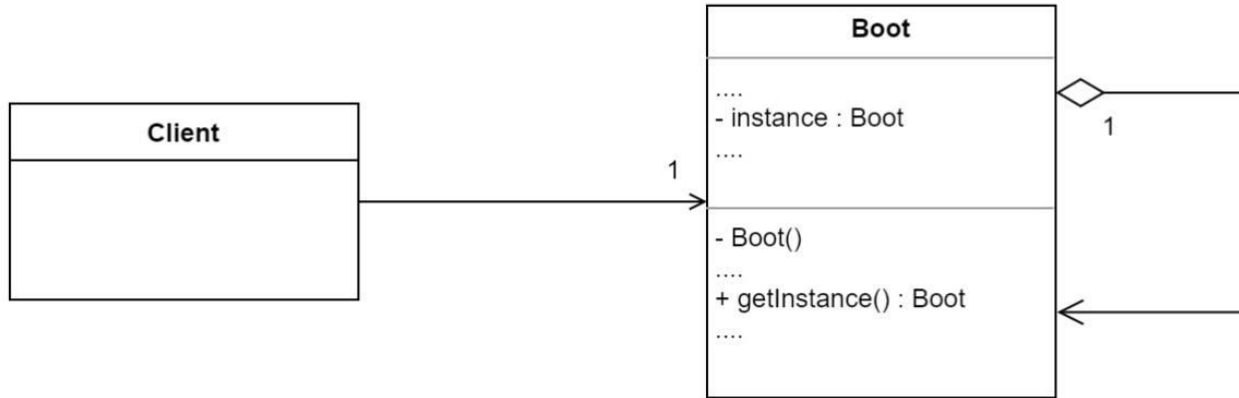 Boot
....
- instance : Boot
....
1
Client
1
- Boot()
....
+ getInstance() : Boot
....